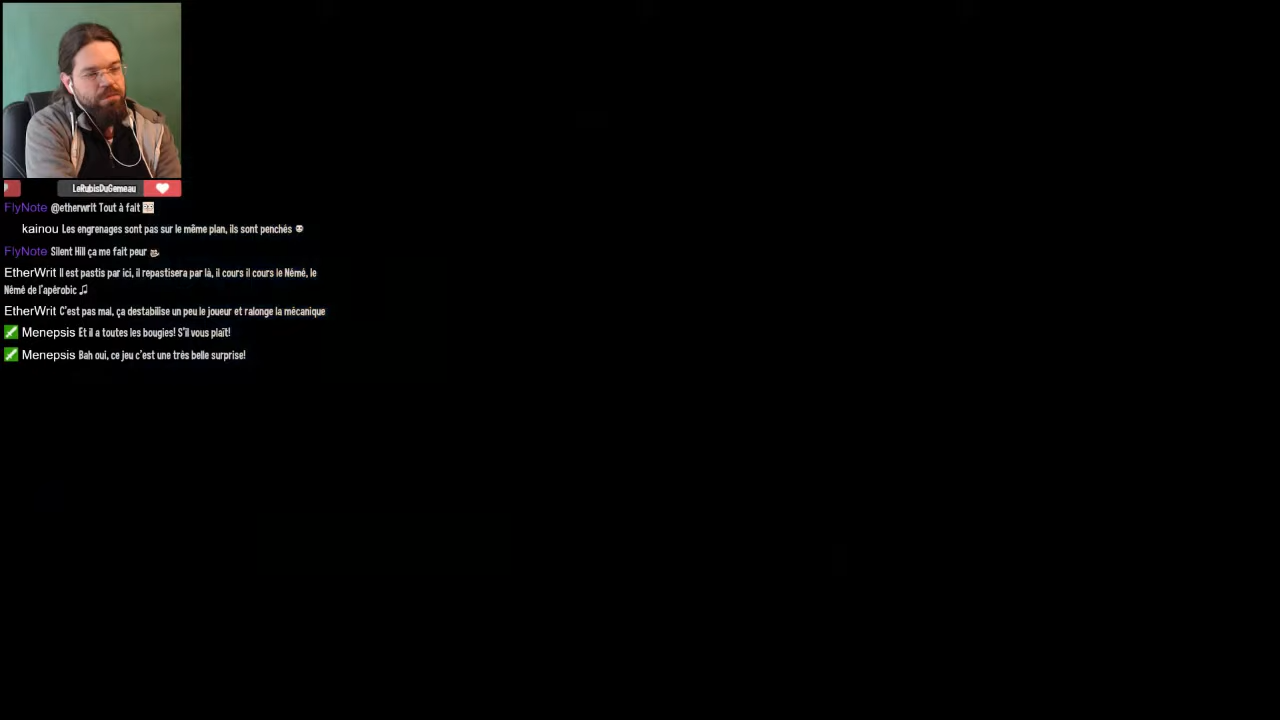 LeRubisDuGemeau
FlyNote @etherwrit Tout à fait
kainou Les engrenages sont pas sur le même plan, ils sont penchés
FlyNote Silent Hill ça me fait peur
EtherWrit Il est pastis par ici, il repastisera par là, il cours il cours le Némé, le
Némé de l'apérobic ♫
EtherWrit C'est pas mal, ça destabilise un peu le joueur et ralonge la mécanique
Menepsis Et il a toutes les bougies! S'il vous plaît!
Menepsis Bah oui, ce jeu c'est une très belle surprise!